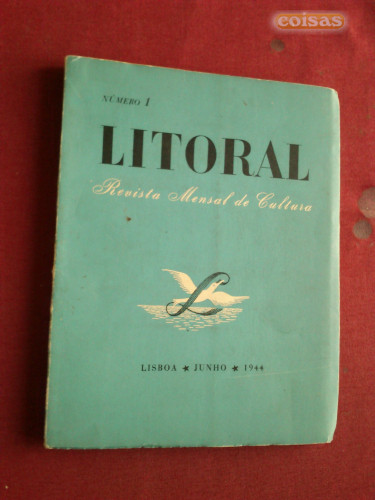 coisas
NÚMERO 1
LITORAL
Revista Mensal de Cultura
L
LISBOA ★ JUNHO ★ 1944